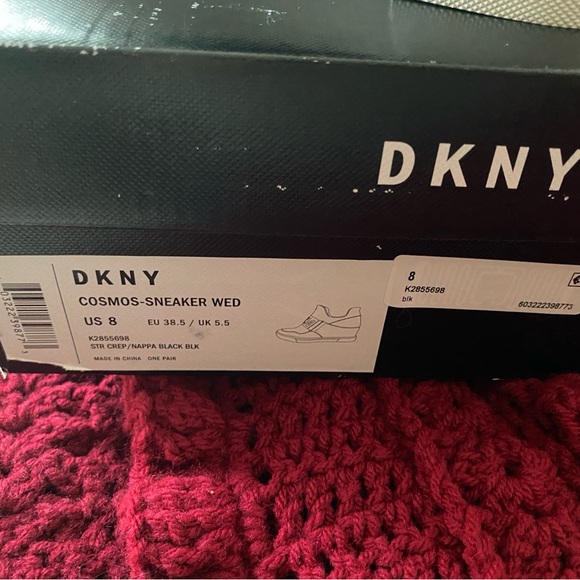 DKNY
DKNY
COSMOS-SNEAKER WED
US 8 EU 38.5 / UK 5.5
K2855698
STR CREP/NAPPA BLACK BLK
MADE IN CHINA ONE PAIR
8
K2855698
blk
603222398773